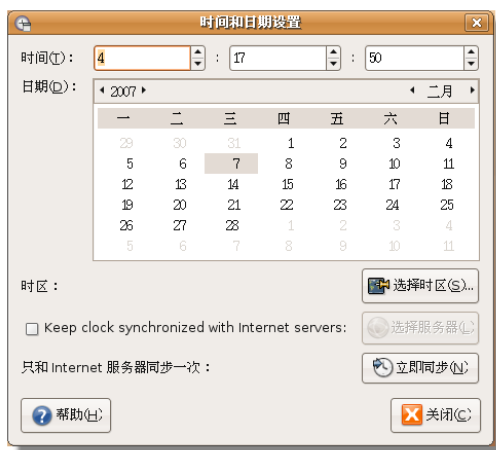 时间和日期设置
时间(T)： 4 : 17 : 50
日期(D)： 2007 二月
一 二 三 四 五 六 日
29 30 31 1 2 3 4
5 6 7 8 9 10 11
12 13 14 15 16 17 18
19 20 21 22 23 24 25
26 27 28 1 2 3 4
5 6 7 8 9 10 11
时区： 选择时区(S)...
Keep clock synchronized with Internet servers: 选择服务器(L)
只和 Internet 服务器同步一次： 立即同步(N)
帮助(H) 关闭(C)